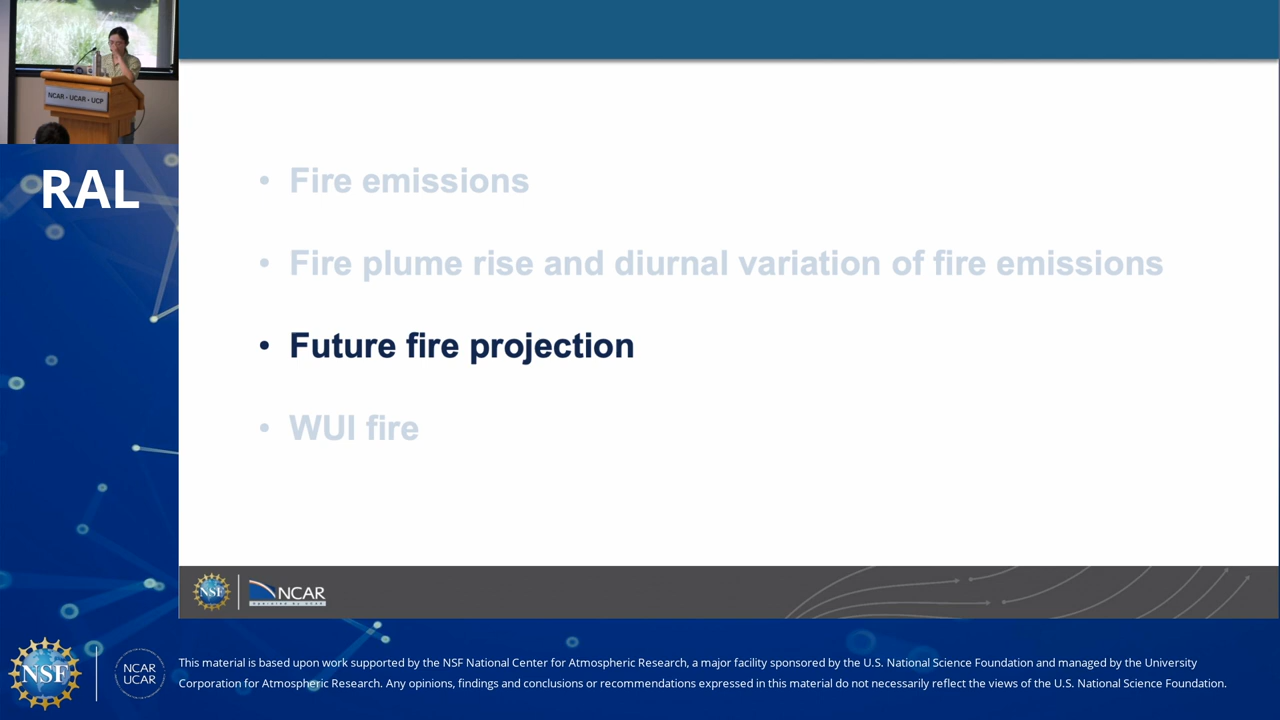 NCAR • UCAR • UCP
RAL
• Fire emissions
• Fire plume rise and diurnal variation of fire emissions
• Future fire projection
• WUI fire
NSF
NCAR
NSF
NCAR
UCAR
This material is based upon work supported by the NSF National Center for Atmospheric Research, a major facility sponsored by the U.S. National Science Foundation and managed by the University
Corporation for Atmospheric Research. Any opinions, findings and conclusions or recommendations expressed in this material do not necessarily reflect the views of the U.S. National Science Foundation.